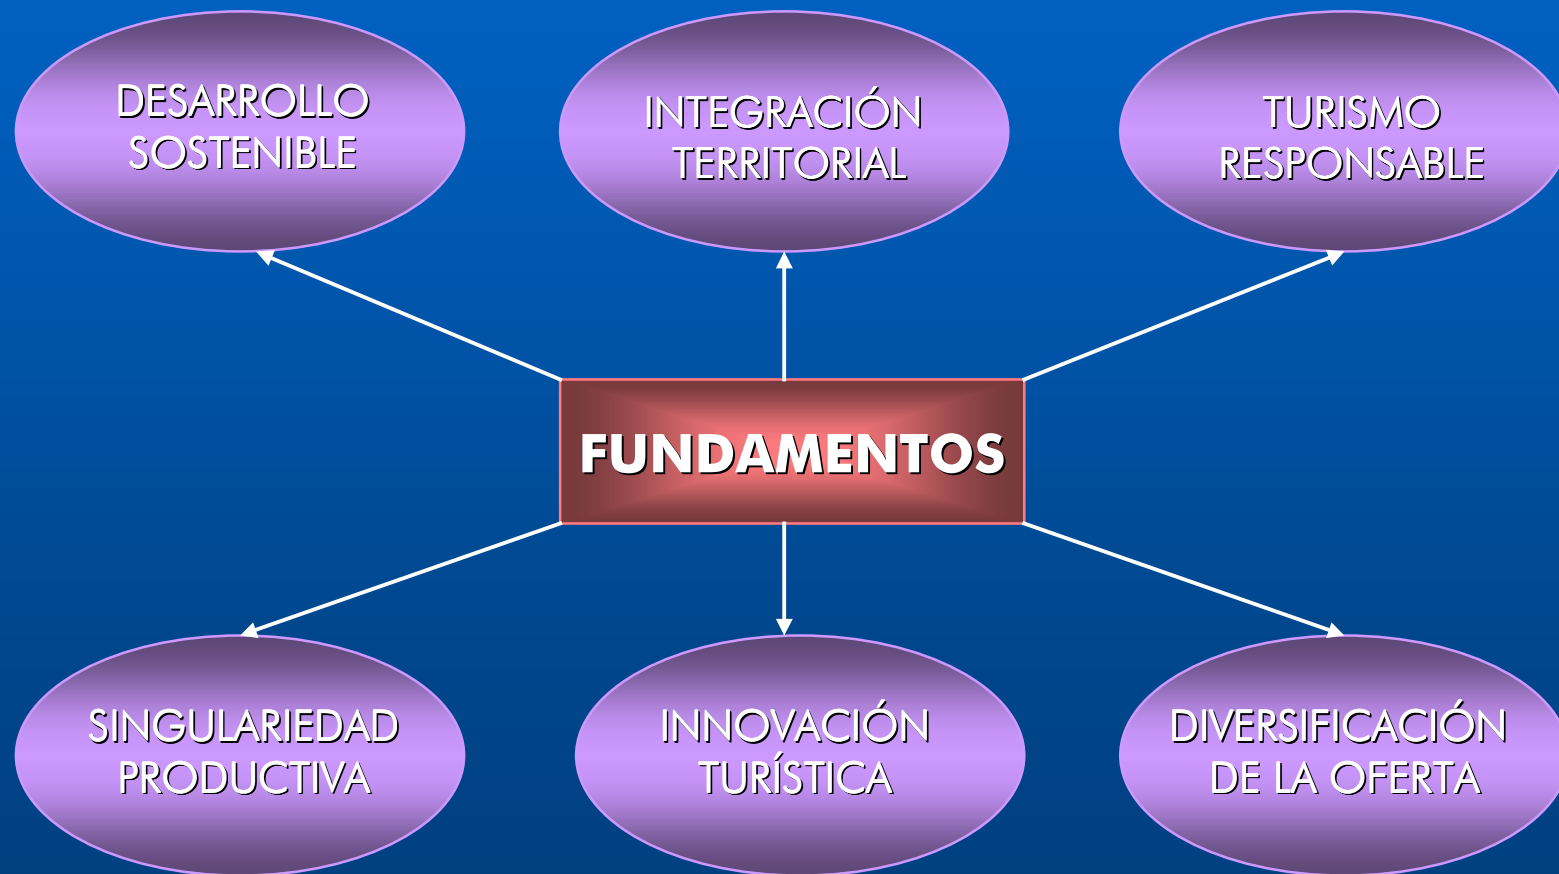 DESARROLLO
SOSTENIBLE
INTEGRACIÓN
TERRITORIAL
TURISMO
RESPONSABLE
FUNDAMENTOS
SINGULARIEDAD
PRODUCTIVA
INNOVACIÓN
TURÍSTICA
DIVERSIFICACIÓN
DE LA OFERTA